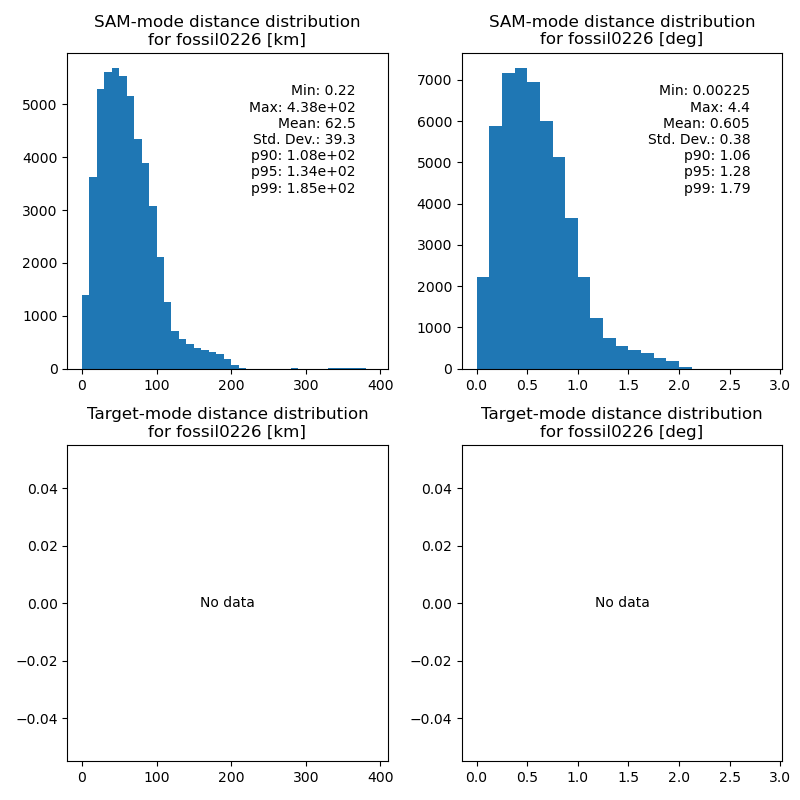 SAM-mode distance distribution
for fossil0226 [km]
Min: 0.22
Max: 4.38e+02
Mean: 62.5
Std. Dev.: 39.3
p90: 1.08e+02
p95: 1.34e+02
p99: 1.85e+02
5000
4000
3000
2000
1000
0
0 100 200 300 400
SAM-mode distance distribution
for fossil0226 [deg]
Min: 0.00225
Max: 4.4
Mean: 0.605
Std. Dev.: 0.38
p90: 1.06
p95: 1.28
p99: 1.79
7000
6000
5000
4000
3000
2000
1000
0
0.0 0.5 1.0 1.5 2.0 2.5 3.0
Target-mode distance distribution
for fossil0226 [km]
0.04
0.02
0.00
−0.02
−0.04
No data
0 100 200 300 400
Target-mode distance distribution
for fossil0226 [deg]
0.04
0.02
0.00
−0.02
−0.04
No data
0.0 0.5 1.0 1.5 2.0 2.5 3.0